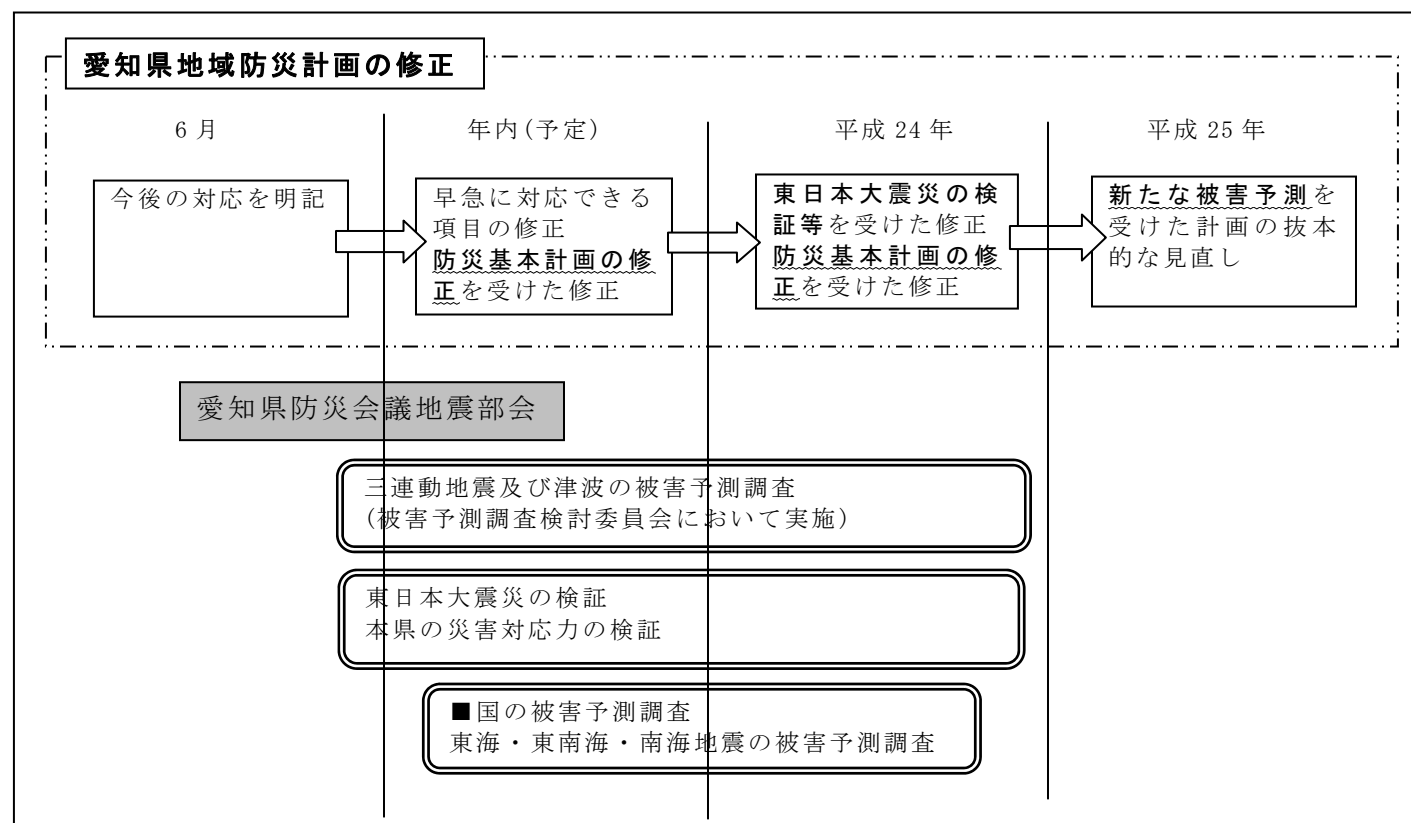 愛知県地域防災計画の修正
6月
年内(予定)
平成24年
平成25年
今後の対応を明記
早急に対応できる
項目の修正
防災基本計画の修
正を受けた修正
東日本大震災の検
証等を受けた修正
防災基本計画の修
正を受けた修正
新たな被害予測を
受けた計画の抜本
的な見直し
愛知県防災会議地震部会
三連動地震及び津波の被害予測調査
(被害予測調査検討委員会において実施)
東日本大震災の検証
本県の災害対応力の検証
■国の被害予測調査
東海・東南海・南海地震の被害予測調査